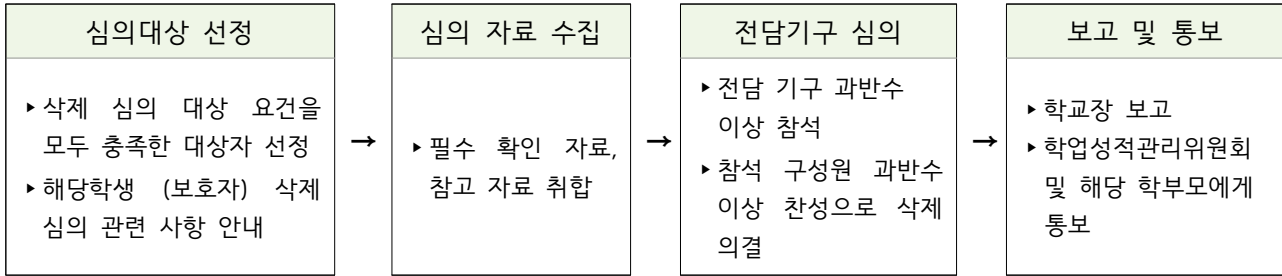 심의대상 선정
▸삭제 심의 대상 요건을
모두 충족한 대상자 선정
▸해당학생 (보호자) 삭제
심의 관련 사항 안내
→
심의 자료 수집
▸필수 확인 자료,
참고 자료 취합
→
전담기구 심의
▸전담 기구 과반수
이상 참석
▸참석 구성원 과반수
이상 찬성으로 삭제
의결
→
보고 및 통보
▸학교장 보고
▸학업성적관리위원회
및 해당 학부모에게
통보